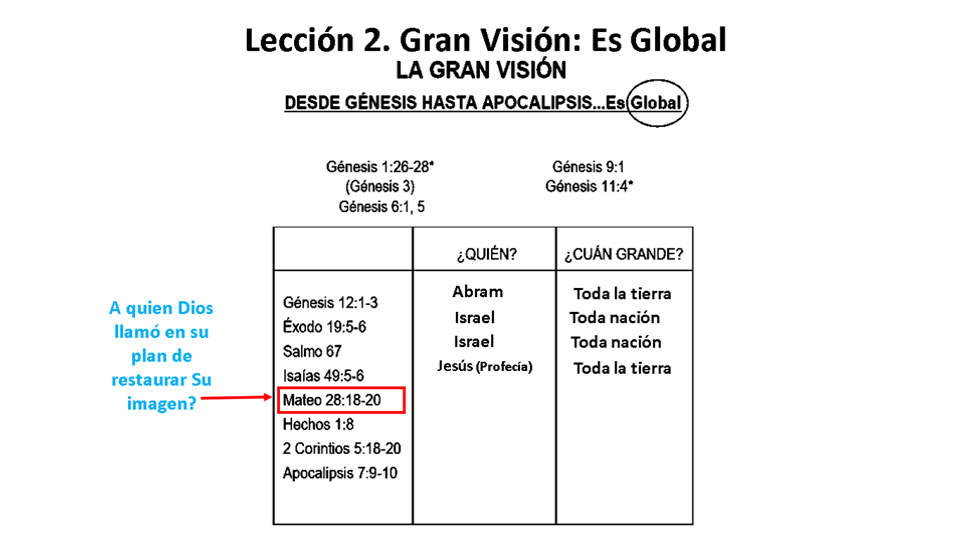 Lección 2. Gran Visión: Es Global
LA GRAN VISIÓN
DESDE GÉNESIS HASTA APOCALIPSIS...Es Global
Génesis 1:26-28*
(Génesis 3)
Génesis 6:1, 5
Génesis 9:1
Génesis 11:4*
¿QUIÉN? ¿CUÁN GRANDE?
Génesis 12:1-3 Abram Toda la tierra
Éxodo 19:5-6 Israel Toda nación
Salmo 67 Israel Toda nación
Isaías 49:5-6 Jesús (Profecía) Toda la tierra
Mateo 28:18-20
Hechos 1:8
2 Corintios 5:18-20
Apocalipsis 7:9-10
A quien Dios
llamó en su
plan de
restaurar Su
imagen?